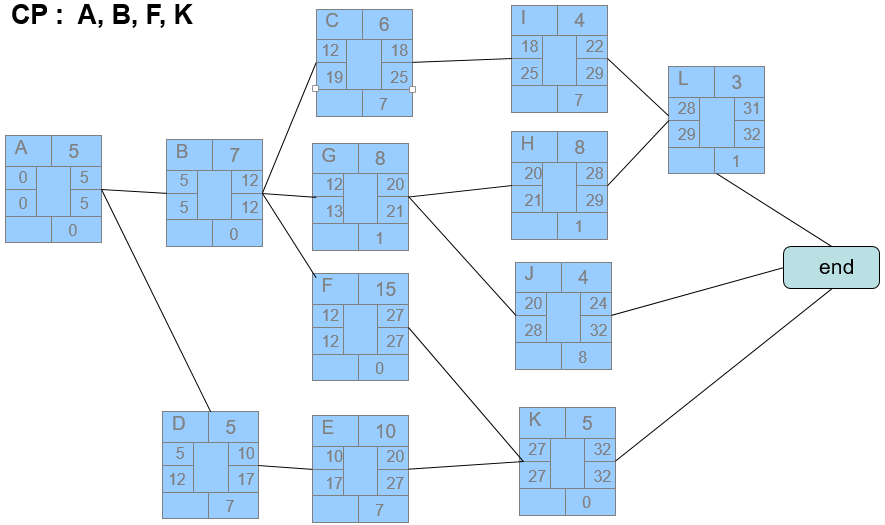 CP : A, B, F, K
C 6
12 18
19 25
7
I 4
18 22
25 29
7
L 3
28 31
29 32
1
A 5
0 5
0 5
0
B 7
5 12
5 12
0
G 8
12 20
13 21
1
H 8
20 28
21 29
1
end
F 15
12 27
12 27
0
J 4
20 24
28 32
8
D 5
5 10
12 17
7
E 10
10 20
17 27
7
K 5
27 32
27 32
0